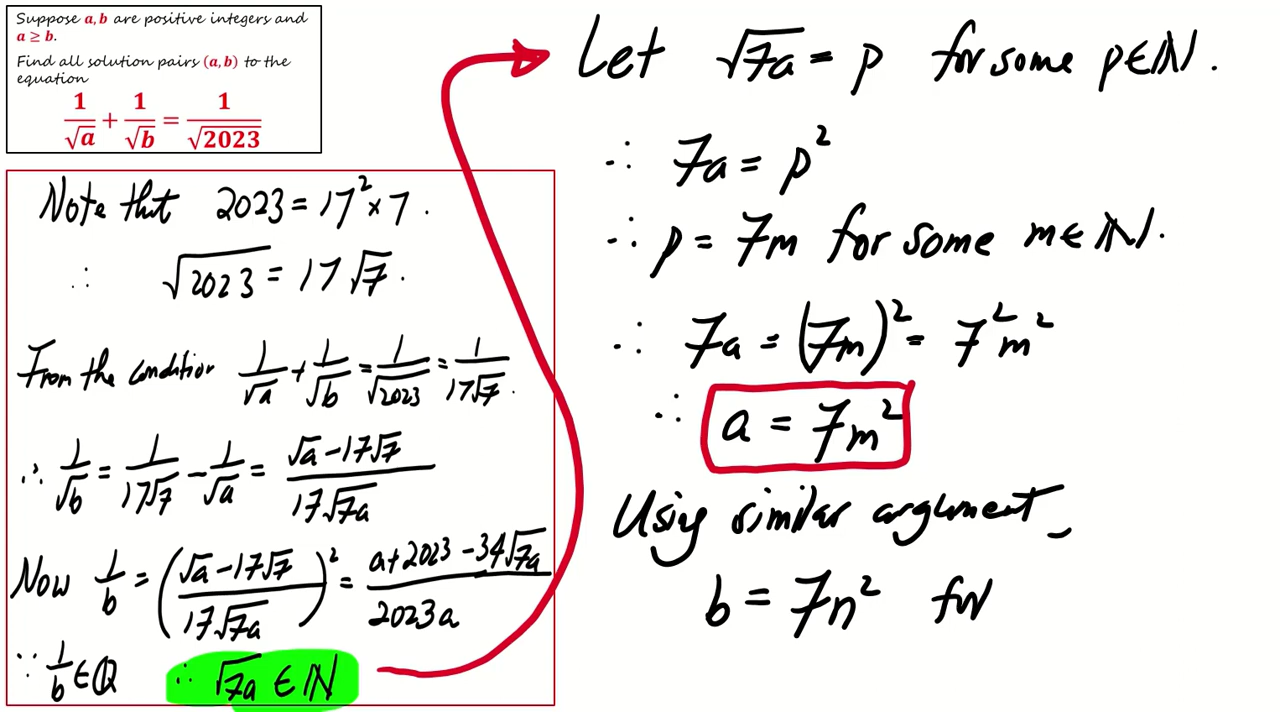 Suppose a, b are positive integers and
a ≥ b.
Find all solution pairs (a, b) to the
equation
1/√a + 1/√b = 1/√2023
Note that 2023 = 17² × 7.
∴ √2023 = 17√7.
From the condition 1/√a + 1/√b = 1/√2023 = 1/(17√7).
∴ 1/√b = 1/(17√7) − 1/√a = (√a − 17√7)/(17√(7a))
Now 1/b = ((√a − 17√7)/(17√(7a)))² = (a + 2023 − 34√(7a))/(2023a)
∵ 1/b ∈ ℚ ∴ √(7a) ∈ ℕ
Let √(7a) = p for some p ∈ ℕ.
∴ 7a = p²
∴ p = 7m for some m ∈ ℕ.
∴ 7a = (7m)² = 7²m²
∴ a = 7m²
Using similar argument,
b = 7n² for